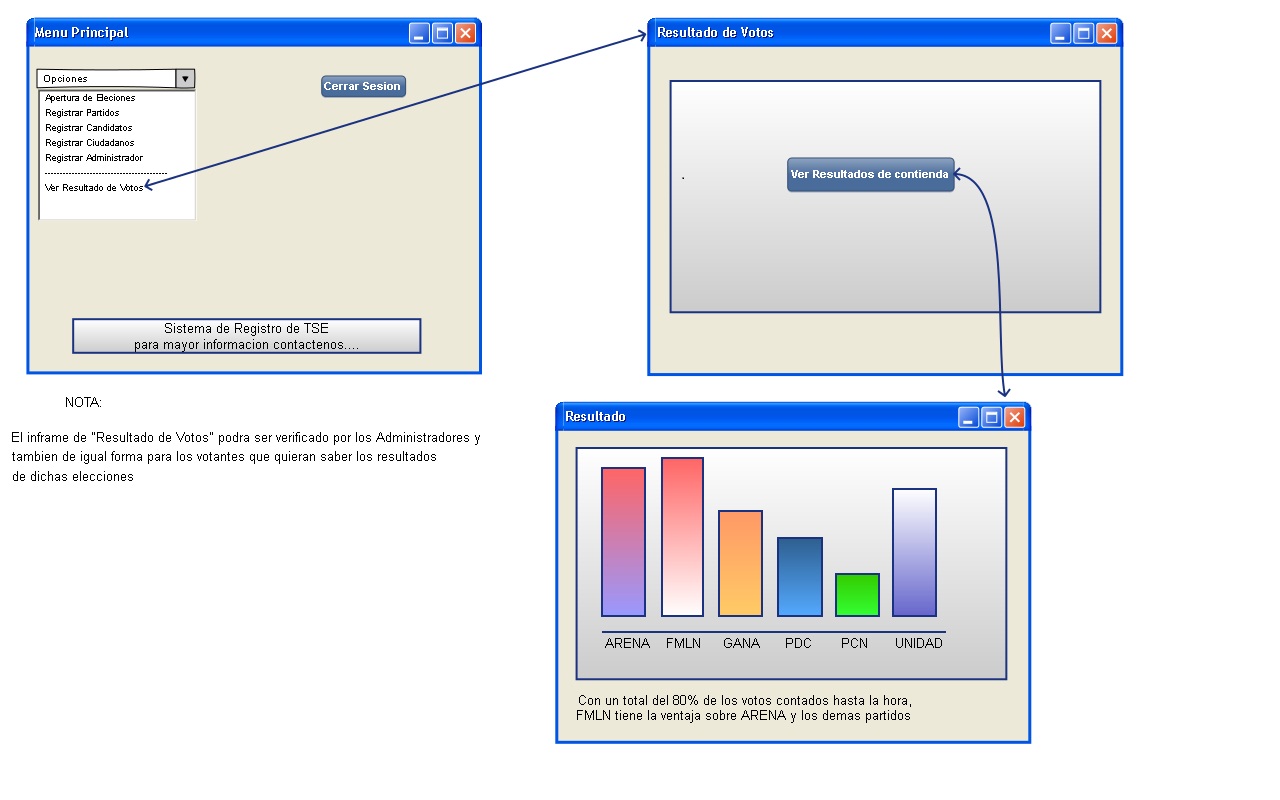 Menu Principal
Opciones
Apertura de Eleciones
Registrar Partidos
Registrar Candidatos
Registrar Ciudadanos
Registrar Administrador
-----------------------------------------
Ver Resultado de Votos
Cerrar Sesion
Sistema de Registro de TSE
para mayor informacion contactenos....
NOTA:
El inframe de "Resultado de Votos" podra ser verificado por los Administradores y
tambien de igual forma para los votantes que quieran saber los resultados
de dichas elecciones
Resultado de Votos
.
Ver Resultados de contienda
Resultado
ARENA FMLN GANA PDC PCN UNIDAD
Con un total del 80% de los votos contados hasta la hora,
FMLN tiene la ventaja sobre ARENA y los demas partidos